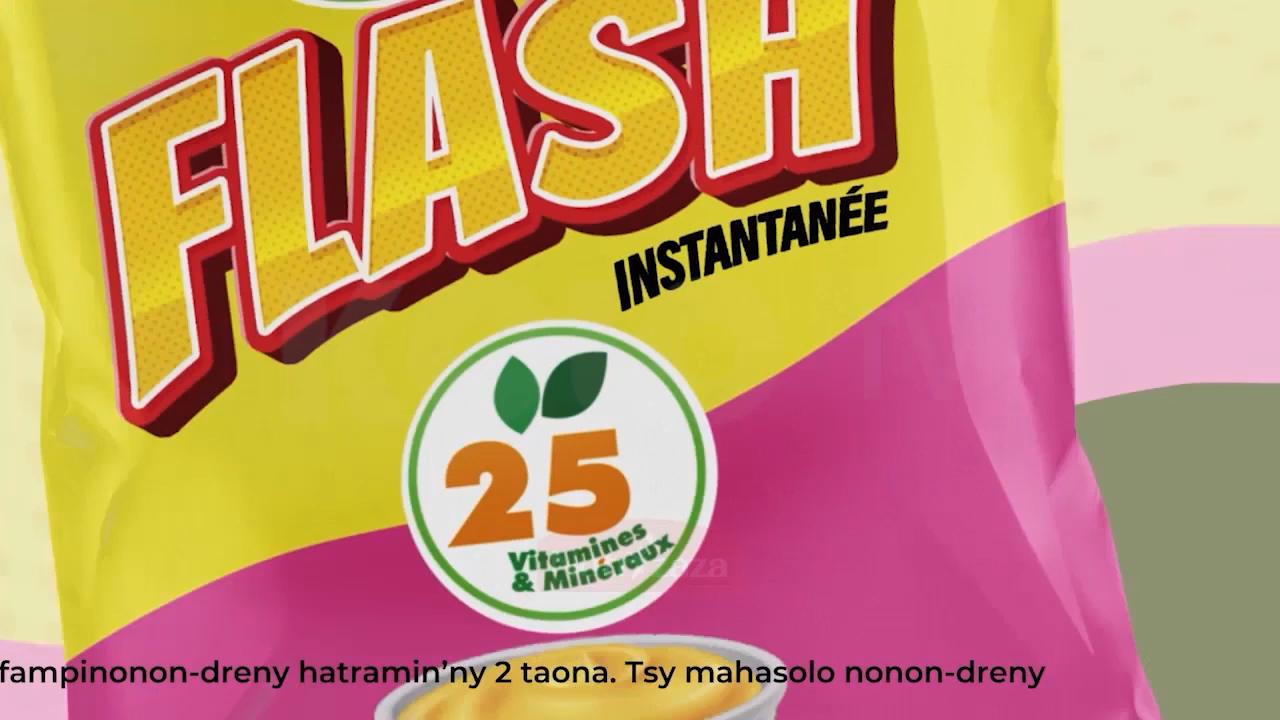 FLASH
INSTANTANÉE
25
Vitamines
& Minéraux
fampinonon-dreny hatramin’ny 2 taona. Tsy mahasolo nonon-dreny